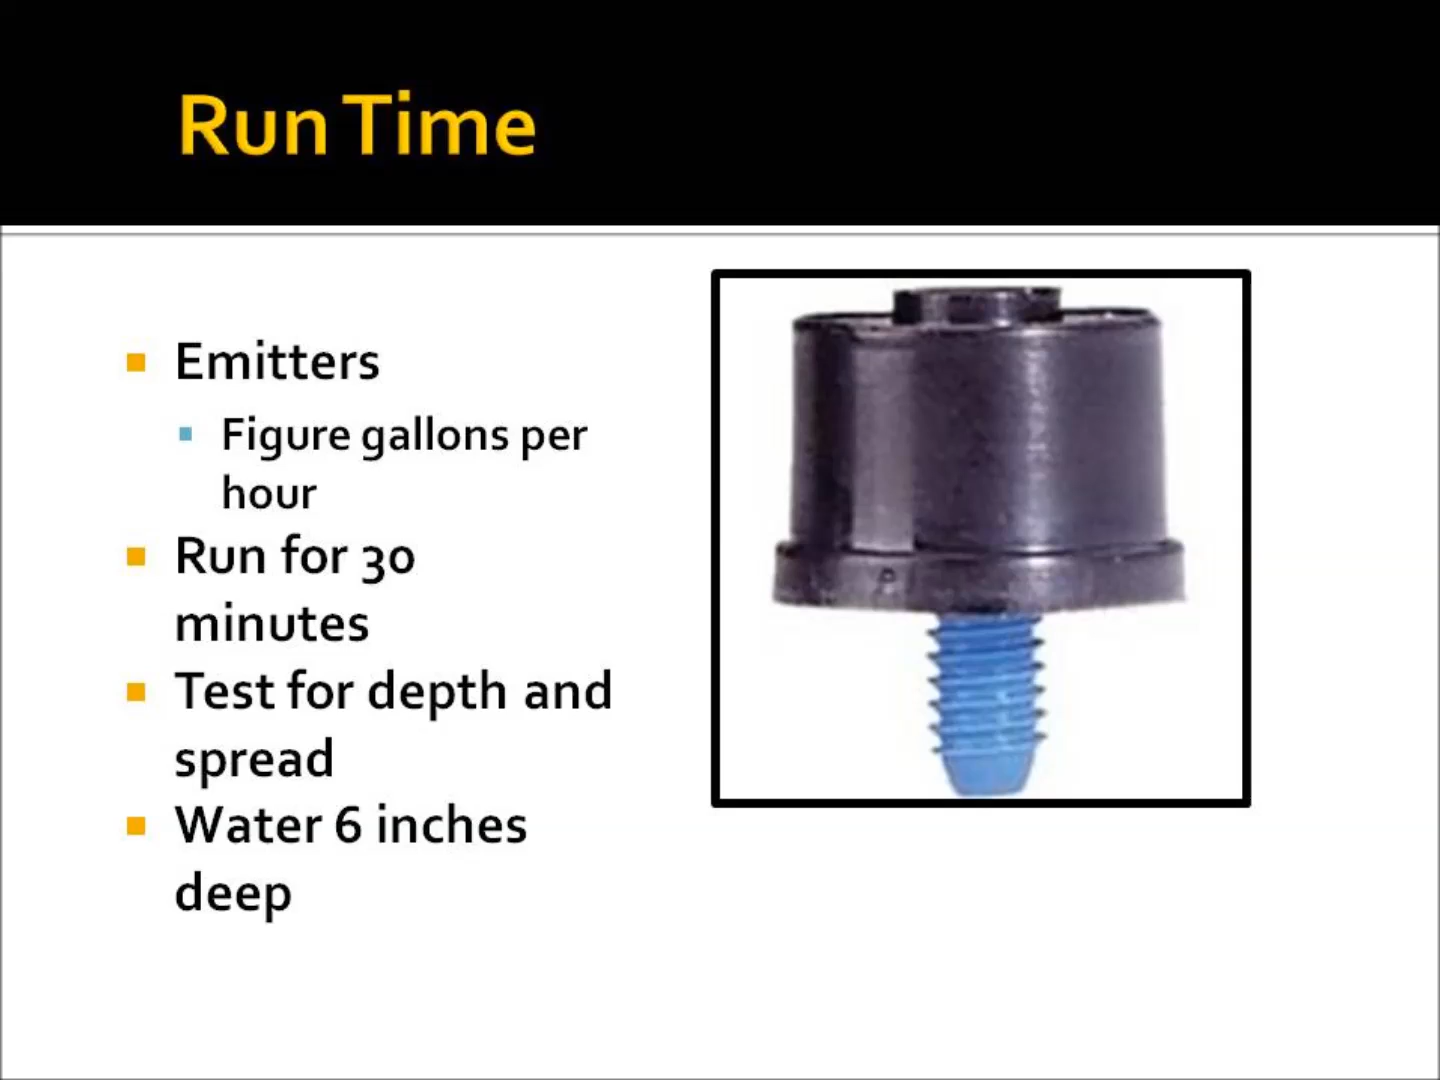 Run Time
Emitters
Figure gallons per
hour
Run for 30
minutes
Test for depth and
spread
Water 6 inches
deep